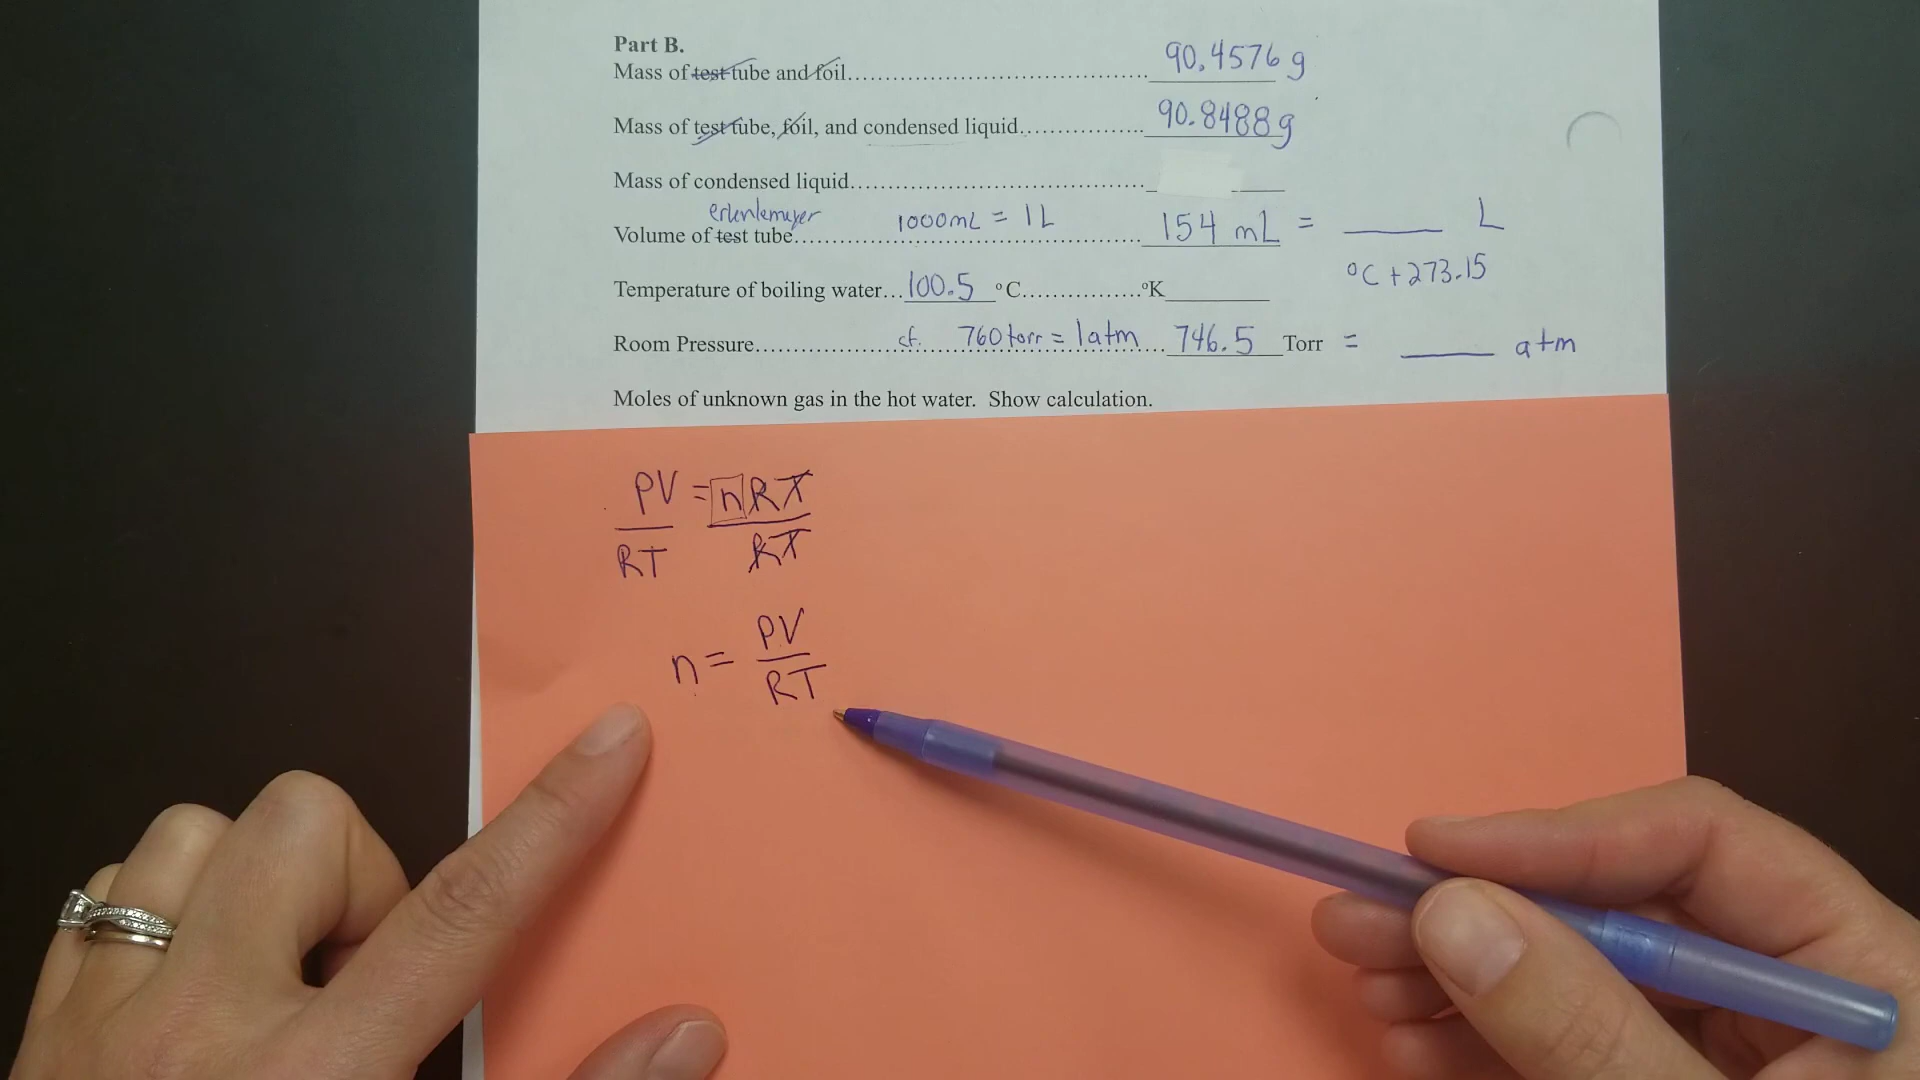 Part B.
Mass of test tube and foil.......................................................... 90.4576 g
Mass of test tube, foil, and condensed liquid.................... 90.8488 g
Mass of condensed liquid.................................................. _ ____
erlenlemeyer 1000mL = 1L
Volume of test tube............................................................ 154 mL = ____ L
°C + 273.15
Temperature of boiling water... 100.5 °C...................°K________
Room Pressure.......................cf. 760 torr = 1atm ... 746.5 Torr = ____ atm
Moles of unknown gas in the hot water. Show calculation.
PV = nRT
RT RT
n = PV
RT